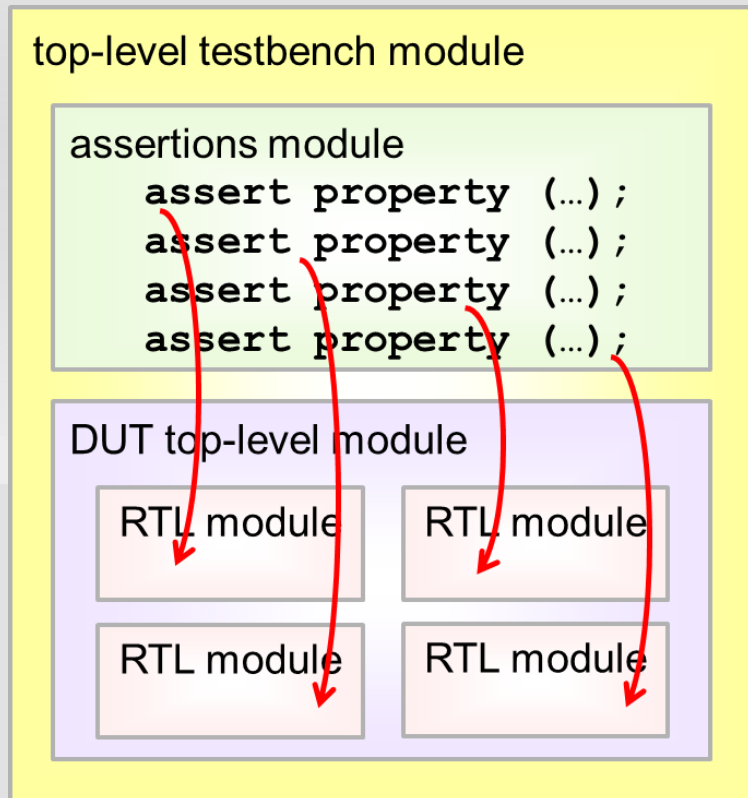 top-level testbench module
assertions module
assert property (…);
assert property (…);
assert property (…);
assert property (…);
DUT top-level module
RTL module
RTL module
RTL module
RTL module